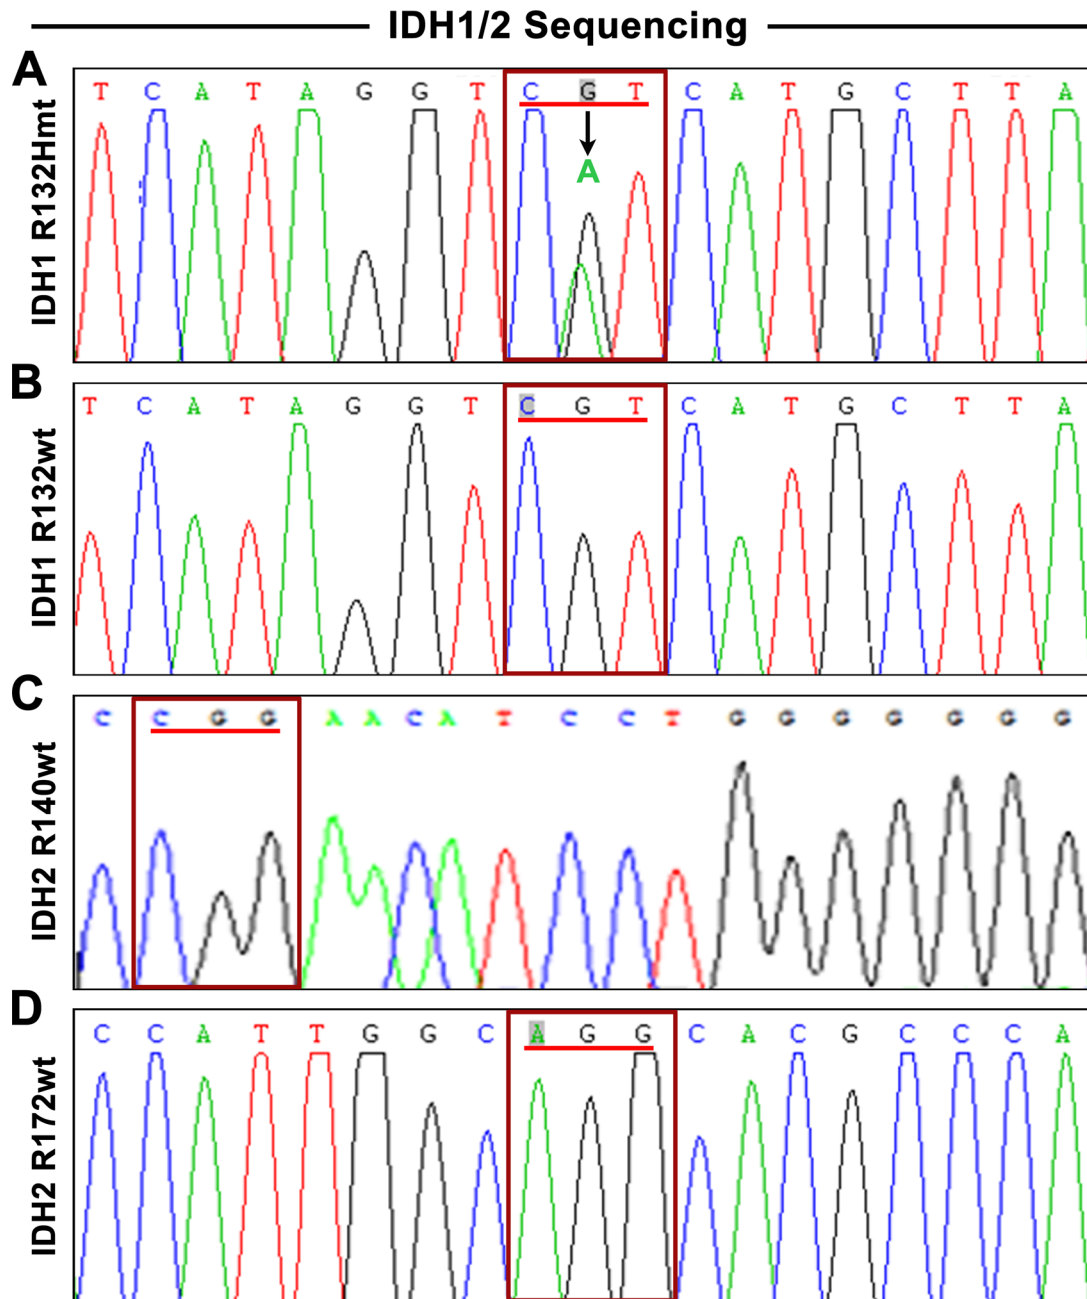 IDH1/2 Sequencing
A
IDH1 R132Hmt
T C A T A G G T C G T C A T G C T T A
A
B
IDH1 R132wt
T C A T A G G T C G T C A T G C T T A
C
IDH2 R140wt
C C G G A A C A T C C T G G G G G G G
D
IDH2 R172wt
C C A T T G G C A G G C A C G C C C A